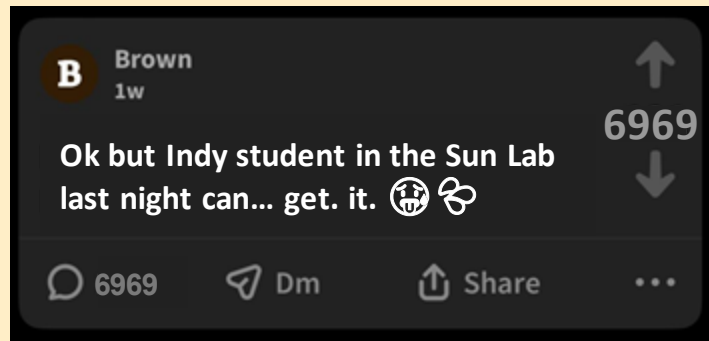 B
Brown
1w
6969
Ok but Indy student in the Sun Lab
last night can... get. it. 🥵🫘
6969
Dm
Share